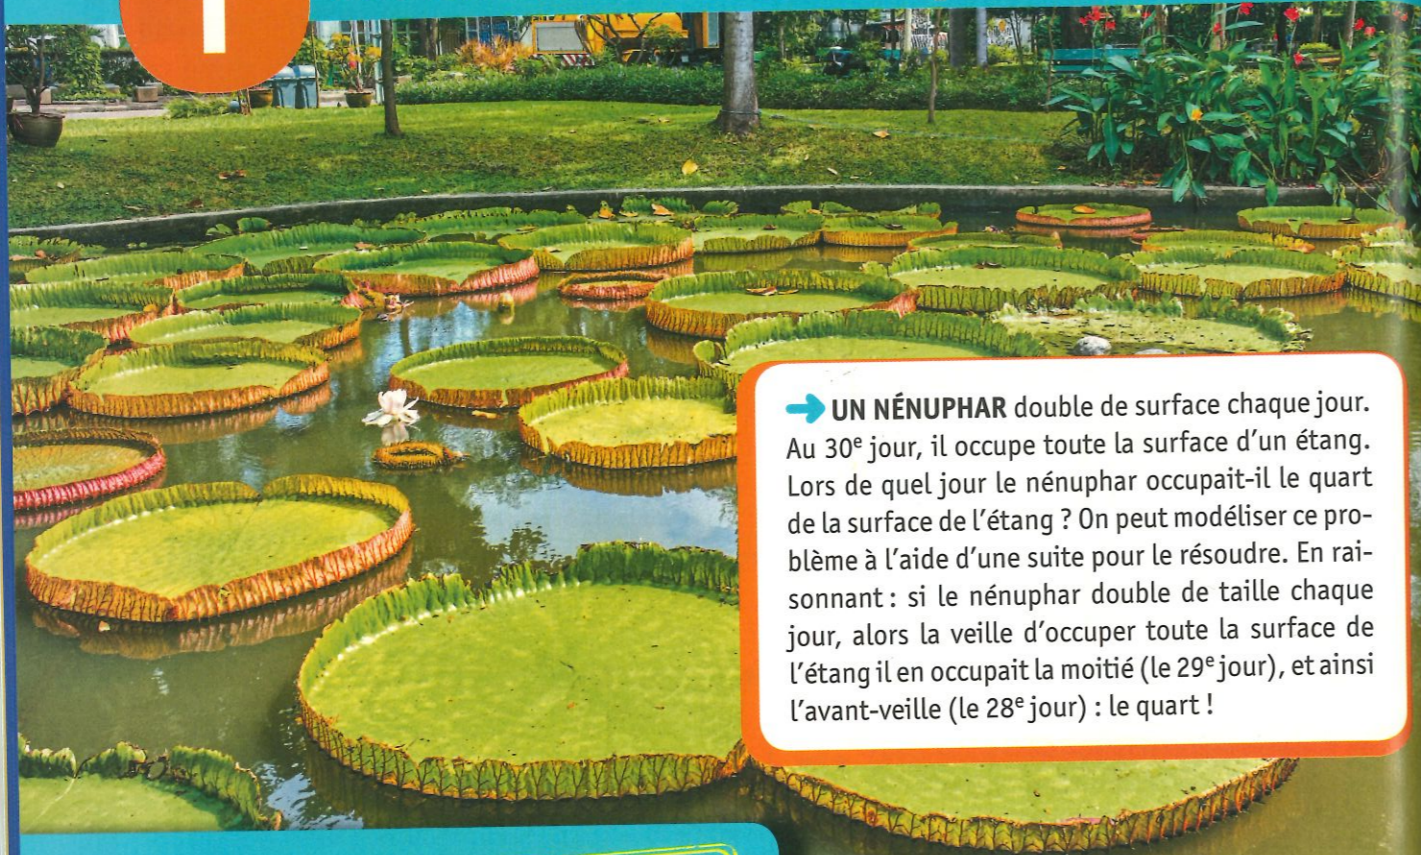 1
UN NÉNUPHAR double de surface chaque jour.
Au 30e jour, il occupe toute la surface d'un étang.
Lors de quel jour le nénuphar occupait-il le quart
de la surface de l'étang ? On peut modéliser ce pro-
blème à l'aide d'une suite pour le résoudre. En rai-
sonnant : si le nénuphar double de taille chaque
jour, alors la veille d'occuper toute la surface de
l'étang il en occupait la moitié (le 29e jour), et ainsi
l'avant-veille (le 28e jour) : le quart !